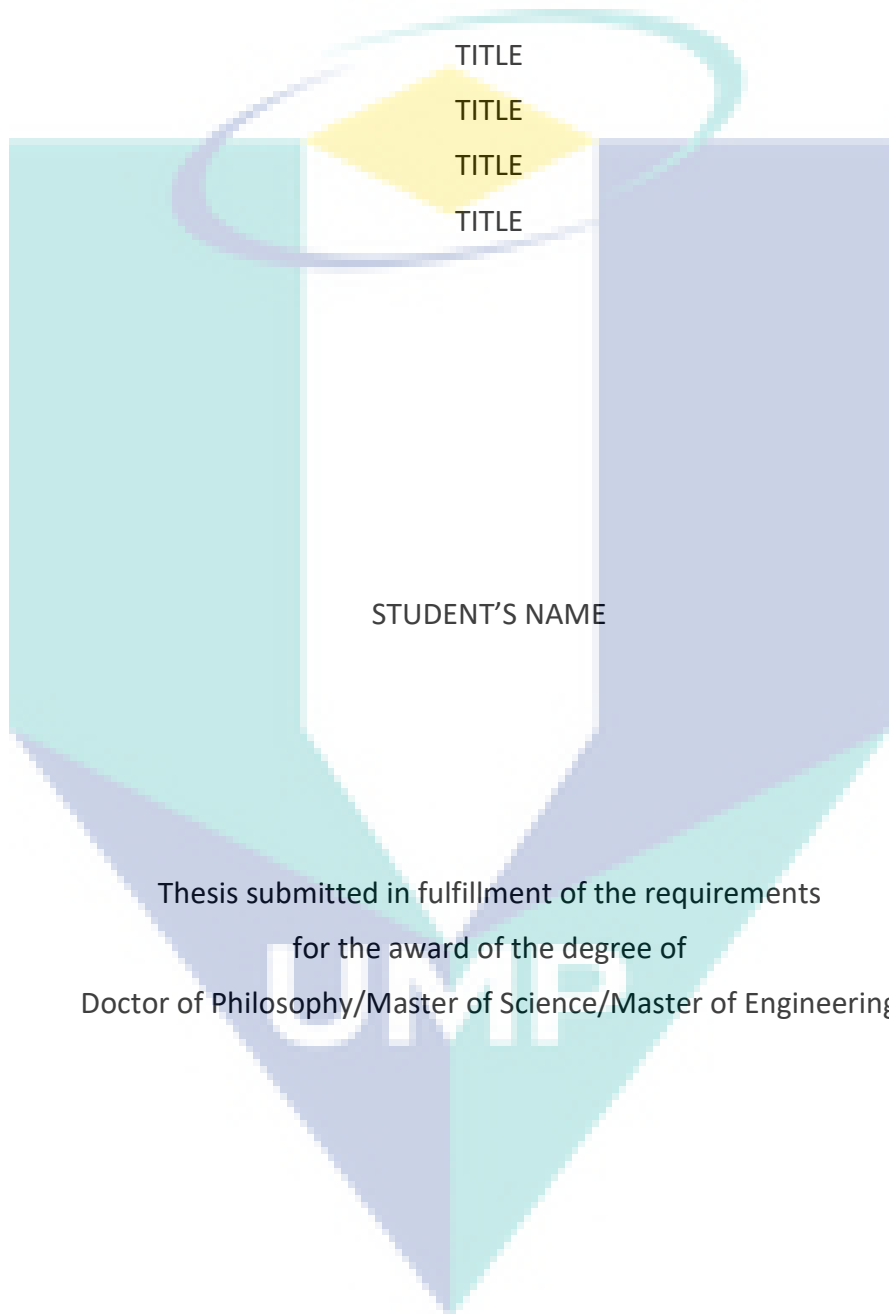 TITLE
TITLE
TITLE
TITLE
STUDENT’S NAME
Thesis submitted in fulfillment of the requirements
for the award of the degree of
Doctor of Philosophy/Master of Science/Master of Engineering
UMP